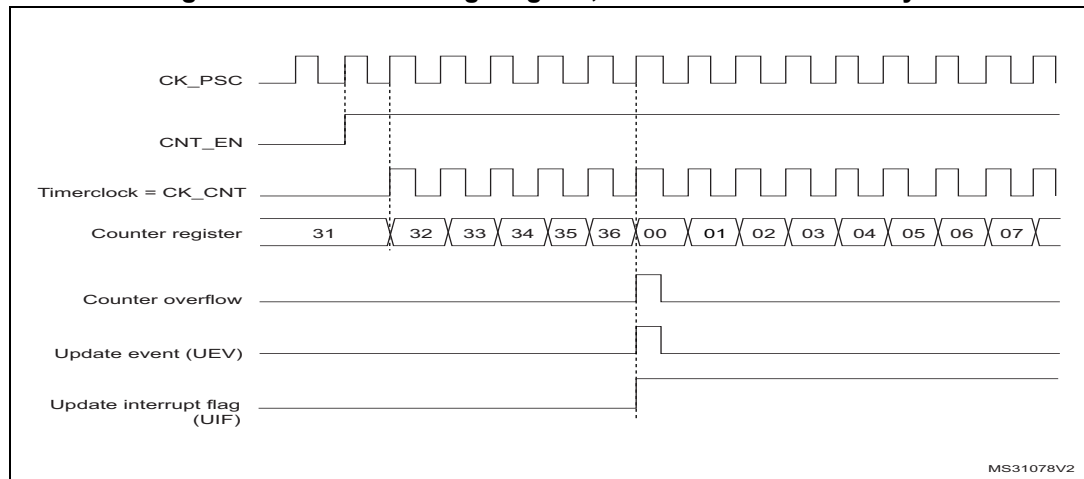 CK_PSC
CNT_EN
Timerclock = CK_CNT
Counter register 31 32 33 34 35 36 00 01 02 03 04 05 06 07
Counter overflow
Update event (UEV)
Update interrupt flag
(UIF)
MS31078V2